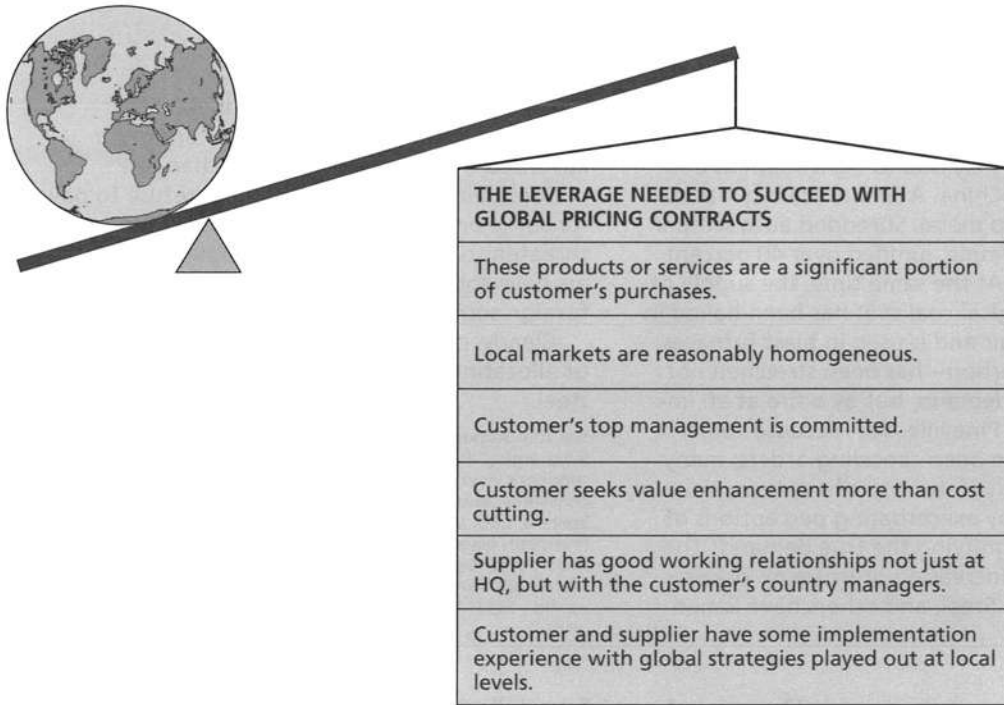 THE LEVERAGE NEEDED TO SUCCEED WITH
GLOBAL PRICING CONTRACTS
These products or services are a significant portion
of customer's purchases.
Local markets are reasonably homogeneous.
Customer's top management is committed.
Customer seeks value enhancement more than cost
cutting.
Supplier has good working relationships not just at
HQ, but with the customer's country managers.
Customer and supplier have some implementation
experience with global strategies played out at local
levels.